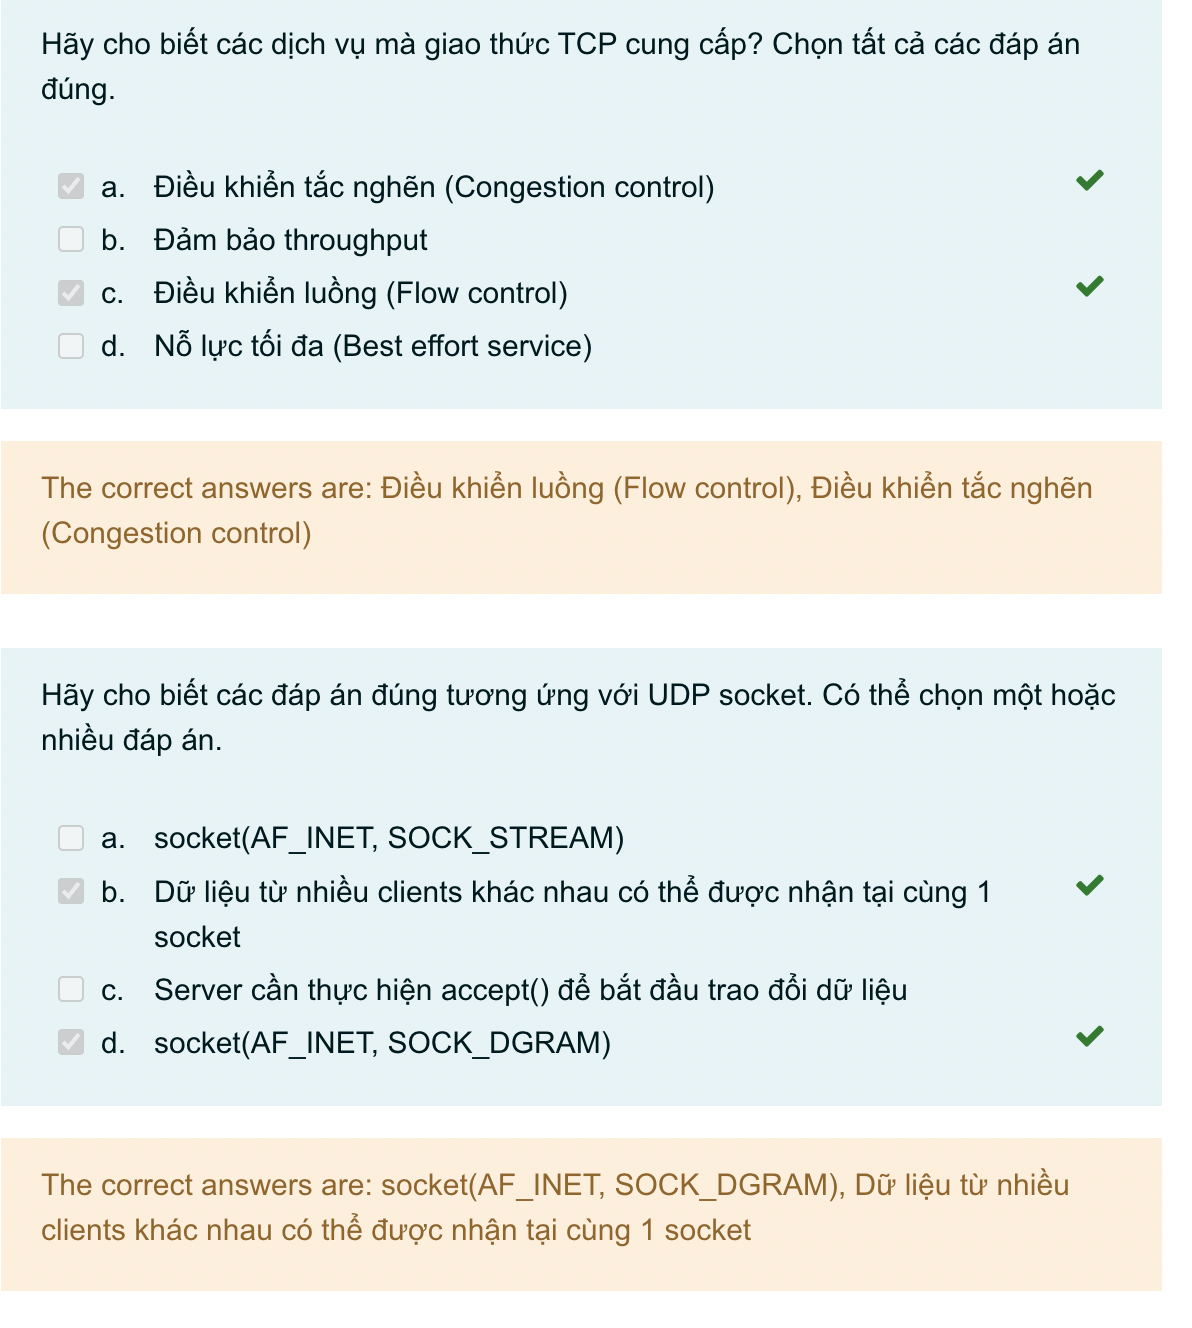 Hãy cho biết các dịch vụ mà giao thức TCP cung cấp? Chọn tất cả các đáp án
đúng.
a. Điều khiển tắc nghẽn (Congestion control)
b. Đảm bảo throughput
c. Điều khiển luồng (Flow control)
d. Nỗ lực tối đa (Best effort service)
The correct answers are: Điều khiển luồng (Flow control), Điều khiển tắc nghẽn
(Congestion control)
Hãy cho biết các đáp án đúng tương ứng với UDP socket. Có thể chọn một hoặc
nhiều đáp án.
a. socket(AF_INET, SOCK_STREAM)
b. Dữ liệu từ nhiều clients khác nhau có thể được nhận tại cùng 1
socket
c. Server cần thực hiện accept() để bắt đầu trao đổi dữ liệu
d. socket(AF_INET, SOCK_DGRAM)
The correct answers are: socket(AF_INET, SOCK_DGRAM), Dữ liệu từ nhiều
clients khác nhau có thể được nhận tại cùng 1 socket